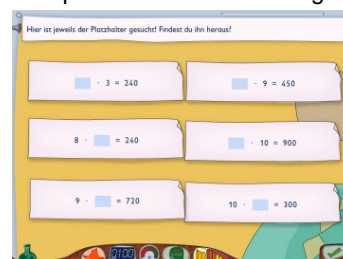 Hier ist jeweils der Platzhalter gesucht! Findest du ihn heraus?
· 3 = 240
· 9 = 450
8 · = 240
· 10 = 900
9 · = 720
10 · = 300